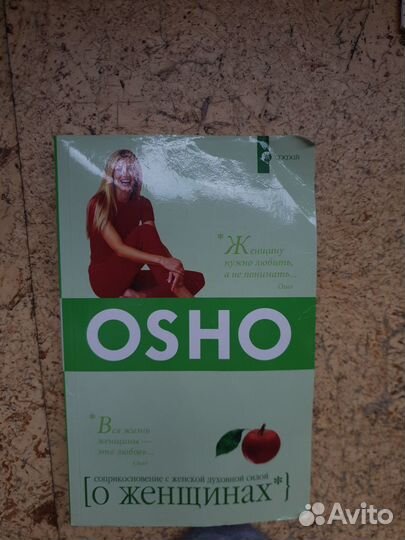 СОФИЯ
*Женщину
нужно любить,
а не понимать...
Ошо
OSHO
*Вся жизнь
женщины —
это любовь...
Ошо
соприкосновение с женской духовной силой
[о женщинах*}
Avito